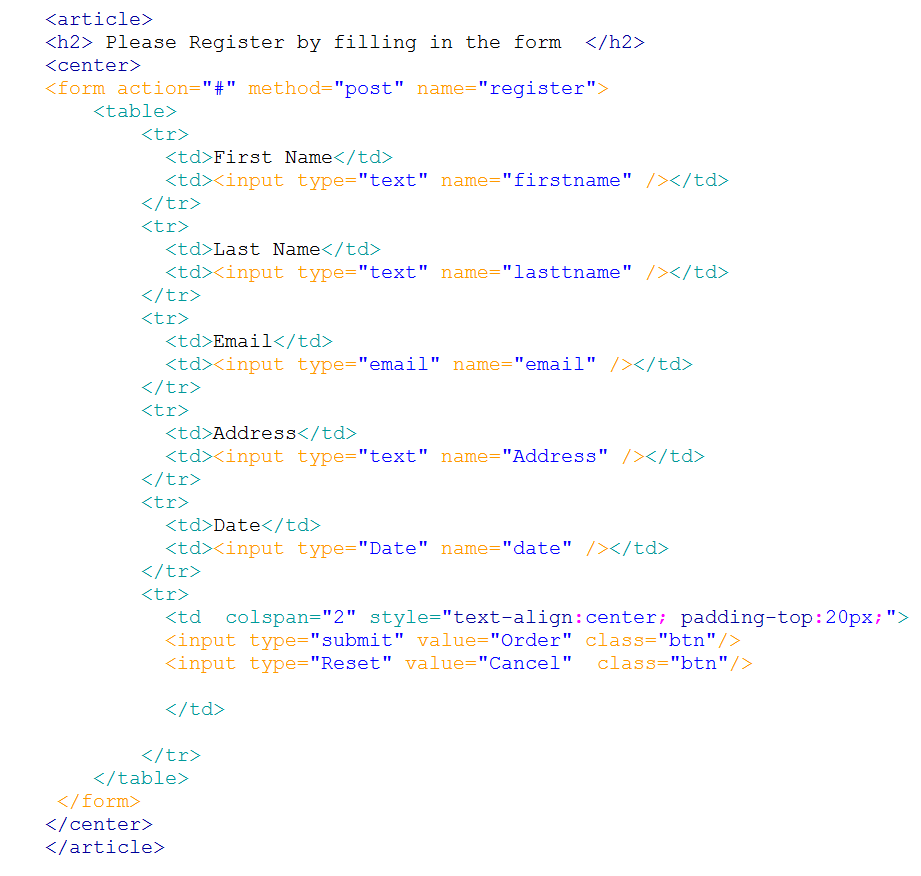 <article>
<h2> Please Register by filling in the form  </h2>
<center>
<form action="#" method="post" name="register">
    <table>
        <tr>
          <td>First Name</td>
          <td><input type="text" name="firstname" /></td>
        </tr>
        <tr>
          <td>Last Name</td>
          <td><input type="text" name="lasttname" /></td>
        </tr>
        <tr>
          <td>Email</td>
          <td><input type="email" name="email" /></td>
        </tr>
        <tr>
          <td>Address</td>
          <td><input type="text" name="Address" /></td>
        </tr>
        <tr>
          <td>Date</td>
          <td><input type="Date" name="date" /></td>
        </tr>
        <tr>
          <td  colspan="2" style="text-align:center; padding-top:20px;">
          <input type="submit" value="Order" class="btn"/>
          <input type="Reset" value="Cancel"  class="btn"/>
          </td>
        </tr>
    </table>
 </form>
</center>
</article>